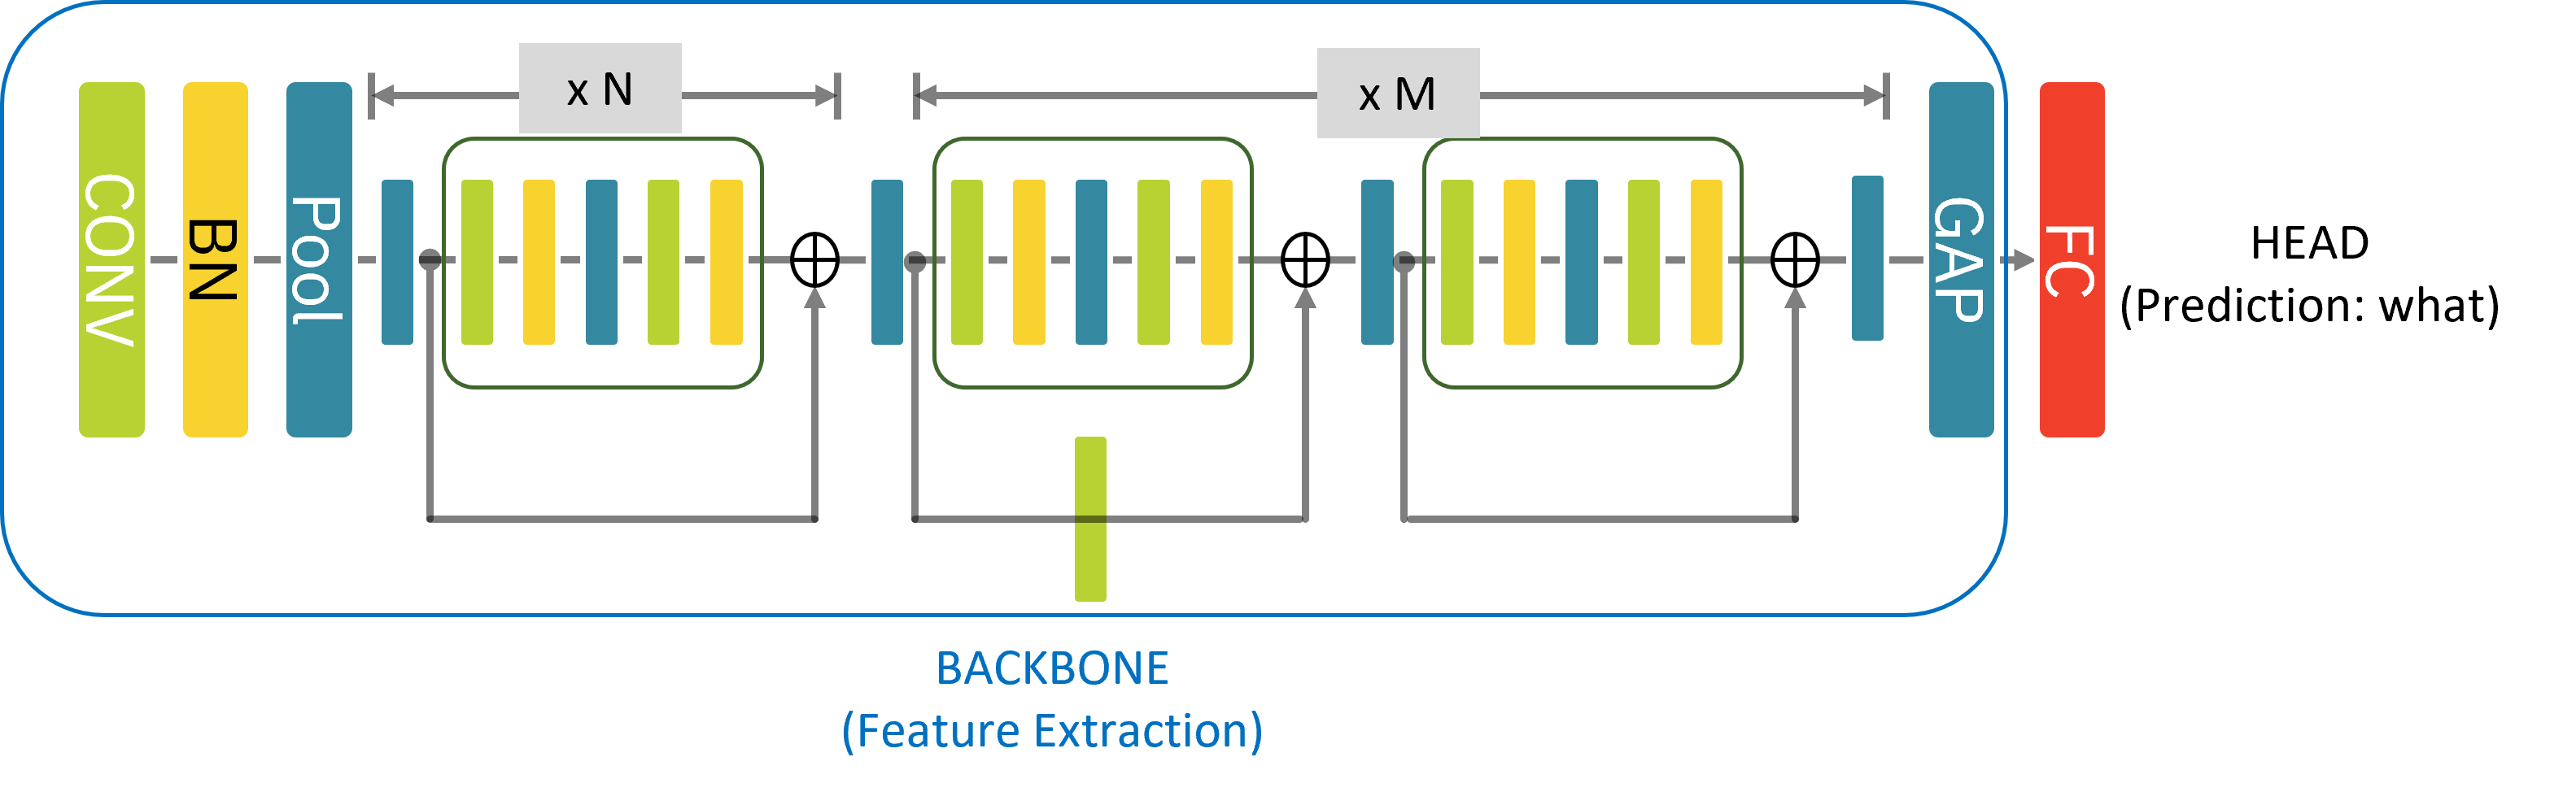 CONV
BN
Pool
x N
x M
GAP
FC
HEAD
(Prediction: what)
BACKBONE
(Feature Extraction)